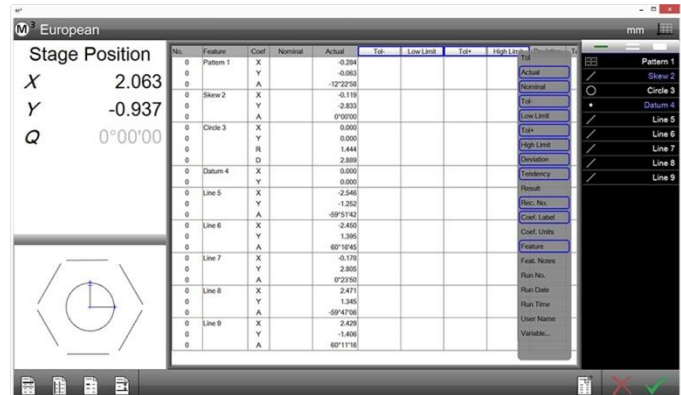 M³
M³ European mm
Stage Position
X 2.063
Y -0.937
Q 0°00'00
No. Feature Coef Nominal Actual Tol- Low Limit Tol+ High Limit Deviation
0 Pattern 1 X -0.284
0 Y -0.063
0 A -12°22'58
0 Skew 2 X -0.119
0 Y -2.833
0 A 0°00'00
0 Circle 3 X 0.000
0 Y 0.000
0 R 1.444
0 D 2.889
0 Datum 4 X 0.000
0 Y 0.000
0 Line 5 X -2.546
0 Y -1.252
0 A -59°51'42
0 Line 6 X -2.450
0 Y 1.395
0 A 60°16'45
0 Line 7 X -0.178
0 Y 2.805
0 A 0°23'50
0 Line 8 X 2.471
0 Y 1.345
0 A -59°47'06
0 Line 9 X 2.429
0 Y -1.406
0 A 60°11'16
Tol
Actual
Nominal
Tol-
Low Limit
Tol+
High Limit
Deviation
Tendency
Result
Rec. No.
Coef. Label
Coef. Units
Feature
Feat. Notes
Run No.
Run Date
Run Time
User Name
Variable...
Pattern 1
Skew 2
Circle 3
Datum 4
Line 5
Line 6
Line 7
Line 8
Line 9